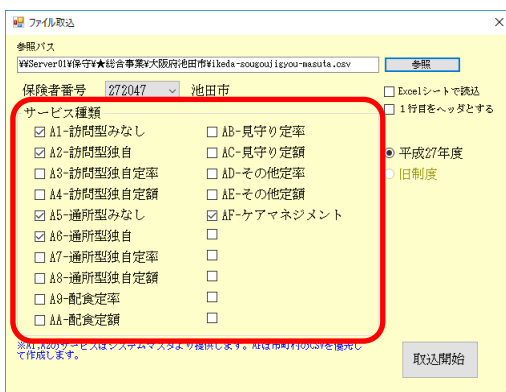 ファイル取込
参照パス
¥¥Server01¥保守¥★総合事業¥大阪府池田市¥ikeda-sougoujigyou-masuta.csv 参照
保険者番号 272047 池田市
Excelシートで読込
1行目をヘッダとする
サービス種類
A1-訪問型みなし AB-見守り定率
A2-訪問型独自 AC-見守り定額
A3-訪問型独自定率 AD-その他定率
A4-訪問型独自定額 AE-その他定額
A5-通所型みなし AF-ケアマネジメント
A6-通所型独自
A7-通所型独自定率
A8-通所型独自定額
A9-配食定率
AA-配食定額
平成27年度
旧制度
サービスはシステムマスタより提供します。AFは市町村のCSVを優先し
て作成します。
取込開始